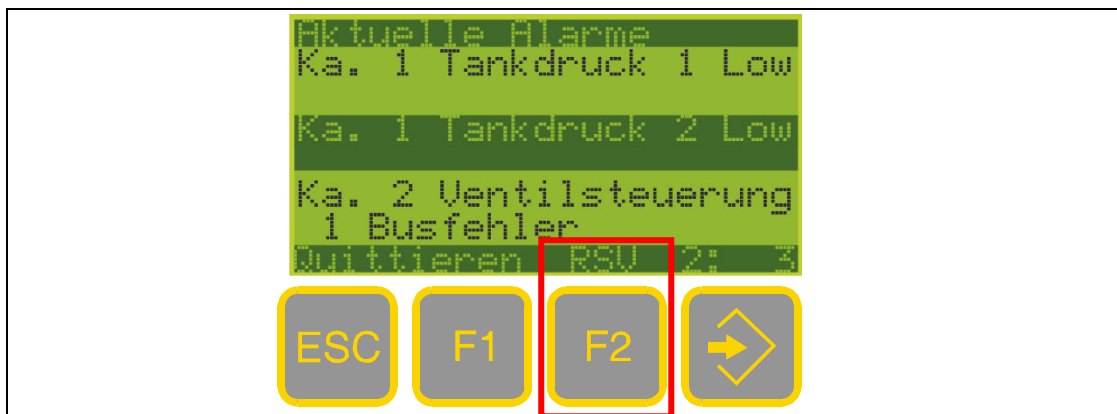 Aktuelle Alarme
Ka. 1 Tankdruck 1 Low
Ka. 1 Tankdruck 2 Low
Ka. 2 Ventilsteuerung
1 Busfehler
Quittieren RSV 2: 3
ESC F1 F2